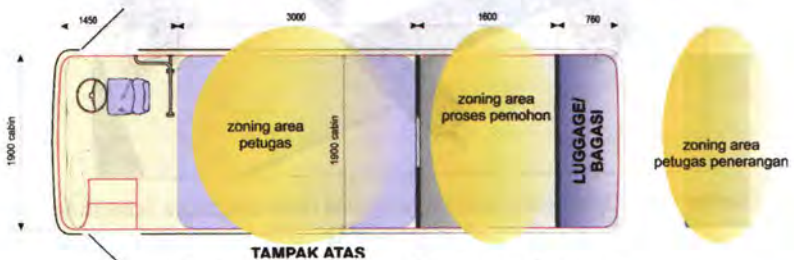 1450
3000
1600
760
1900 cabin
zoning area
petugas
1900 cabin
zoning area
proses pemohon
LUGGAGE/
BAGASI
zoning area
petugas penerangan
TAMPAK ATAS